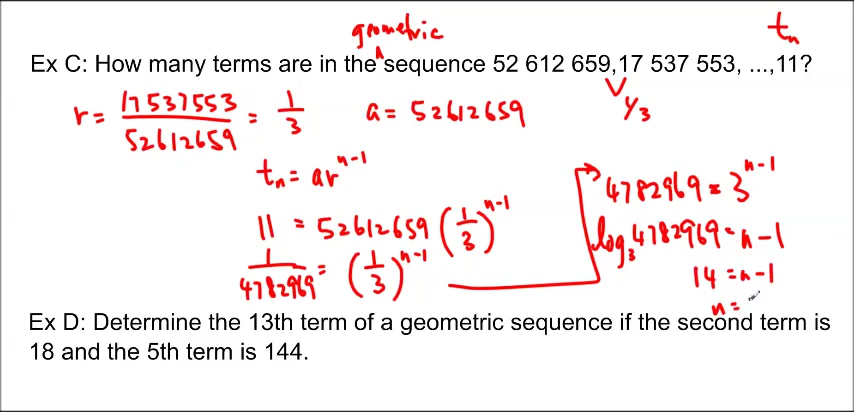 geometric
t_n
Ex C: How many terms are in the ^ sequence 52 612 659, 17 537 553, ...,11?
r = 17537553/52612659 = 1/3
a = 52612659
1/3
t_n = ar^(n-1)
11 = 52612659 (1/3)^(n-1)
1/4782969 = (1/3)^(n-1)
4782969 = 3^(n-1)
log_3 4782969 = n-1
14 = n-1
n =
Ex D: Determine the 13th term of a geometric sequence if the second term is
18 and the 5th term is 144.